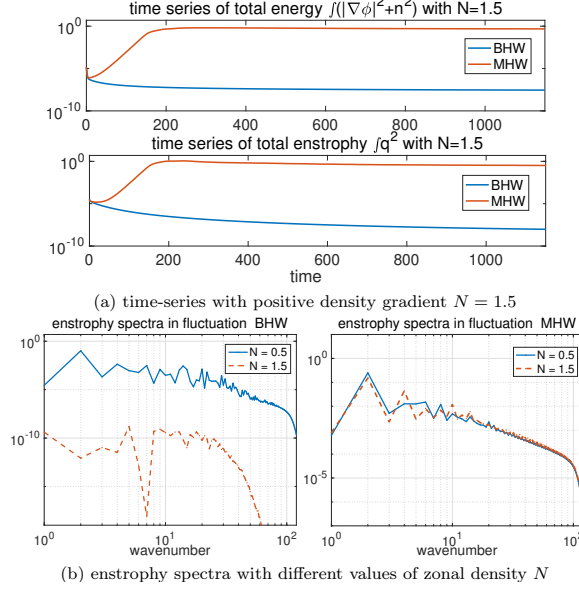 time series of total energy ∫(|∇ϕ|²+n²) with N=1.5
10⁰
BHW
MHW
10⁻¹⁰
0 200 400 600 800 1000
time series of total enstrophy ∫q² with N=1.5
10⁰
BHW
MHW
10⁻¹⁰
0 200 400 600 800 1000
time
(a) time-series with positive density gradient N = 1.5
enstrophy spectra in fluctuation BHW
10⁰
N = 0.5
N = 1.5
10⁻¹⁰
10⁰ 10¹ 10²
wavenumber
enstrophy spectra in fluctuation MHW
10⁰
N = 0.5
N = 1.5
10⁻⁵
10⁰ 10¹ 10²
wavenumber
(b) enstrophy spectra with different values of zonal density N